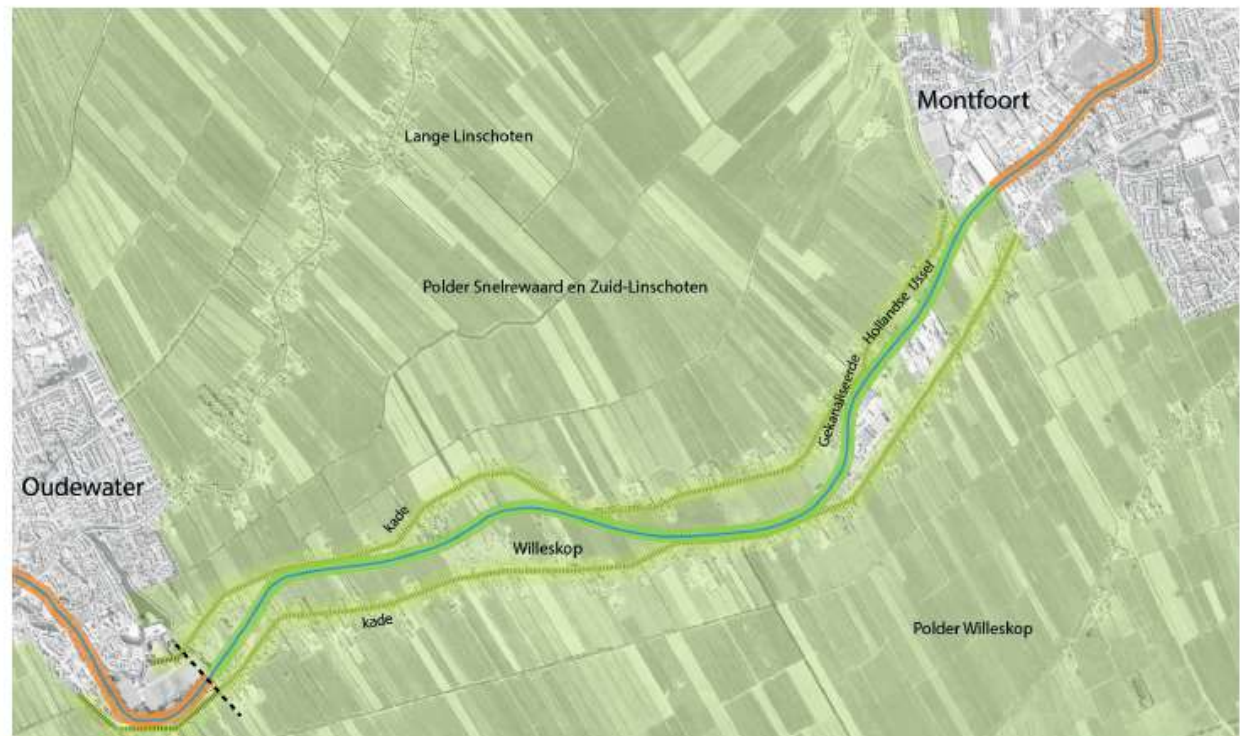 Montfoort
Lange Linschoten
Polder Snelrewaard en Zuid-Linschoten
Gekanaliseerde Hollandse IJssel
Oudewater
kade
Willeskop
kade
Polder Willeskop